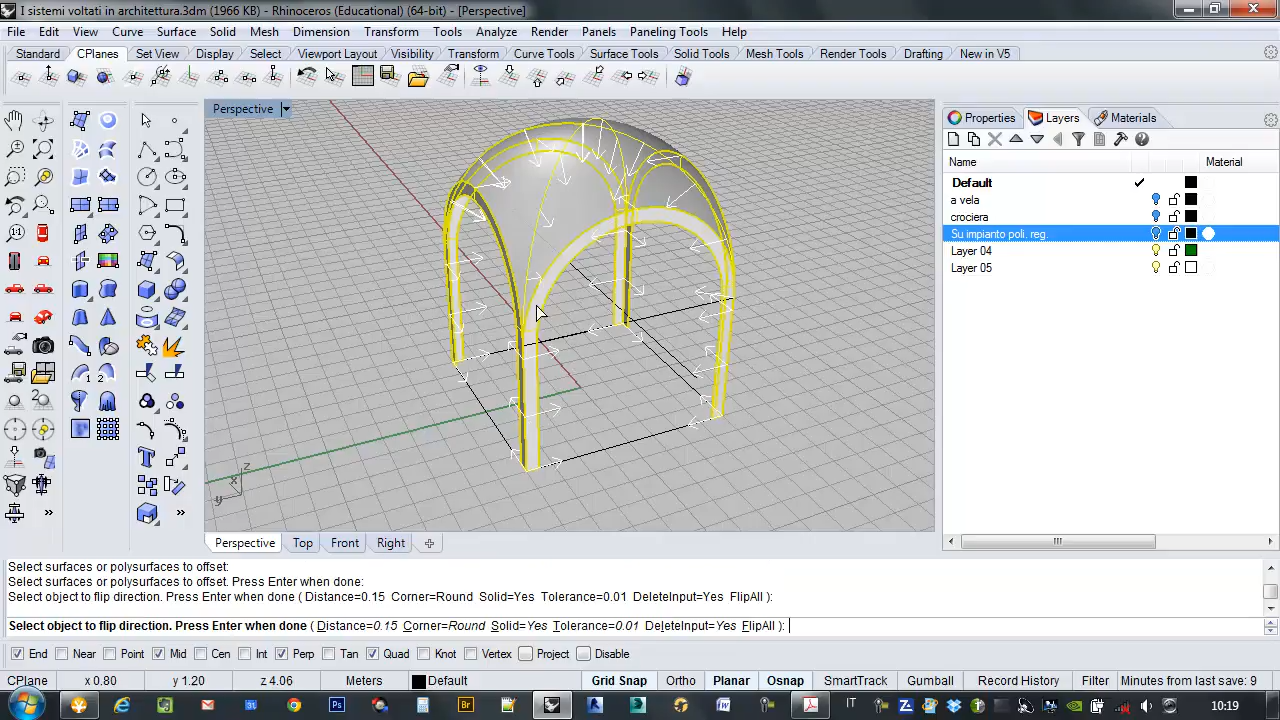 I sistemi voltati in architettura.3dm (1966 KB) - Rhinoceros (Educational) (64-bit) - [Perspective]
File Edit View Curve Surface Solid Mesh Dimension Transform Tools Analyze Render Panels Paneling Tools Help
Standard CPlanes Set View Display Select Viewport Layout Visibility Transform Curve Tools Surface Tools Solid Tools Mesh Tools Render Tools Drafting New in V5
Perspective
Properties Layers Materials
Name Material
Default
a vela
crociera
Su impianto poli. reg.
Layer 04
Layer 05
z
x
y
Perspective Top Front Right
Select surfaces or polysurfaces to offset:
Select surfaces or polysurfaces to offset. Press Enter when done:
Select object to flip direction. Press Enter when done ( Distance=0.15 Corner=Round Solid=Yes Tolerance=0.01 DeleteInput=Yes FlipAll ):
Select object to flip direction. Press Enter when done ( Distance=0.15 Corner=Round Solid=Yes Tolerance=0.01 DeleteInput=Yes FlipAll ):
End Near Point Mid Cen Int Perp Tan Quad Knot Vertex Project Disable
CPlane x 0.80 y 1.20 z 4.06 Meters Default Grid Snap Ortho Planar Osnap SmartTrack Gumball Record History Filter Minutes from last save: 9
Ps Br IT 10:19